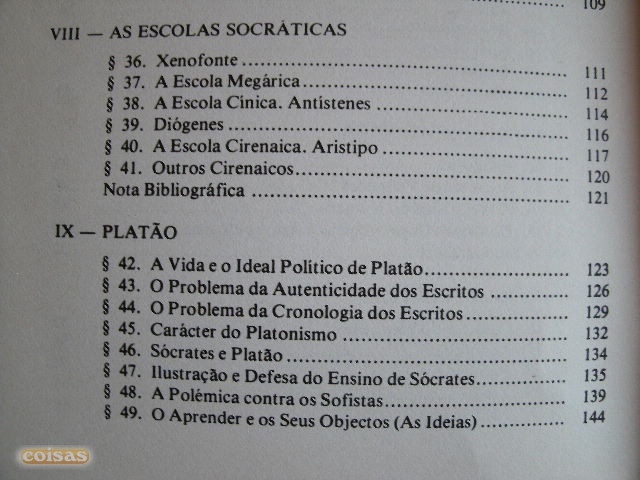 109
VIII — AS ESCOLAS SOCRÁTICAS
§ 36. Xenofonte ........ 111
§ 37. A Escola Megárica ........ 112
§ 38. A Escola Cínica. Antístenes ........ 114
§ 39. Diógenes ........ 116
§ 40. A Escola Cirenaica. Aristipo ........ 117
§ 41. Outros Cirenaicos ........ 120
Nota Bibliográfica ........ 121
IX — PLATÃO
§ 42. A Vida e o Ideal Político de Platão ........ 123
§ 43. O Problema da Autenticidade dos Escritos ........ 126
§ 44. O Problema da Cronologia dos Escritos ........ 129
§ 45. Carácter do Platonismo ........ 132
§ 46. Sócrates e Platão ........ 134
§ 47. Ilustração e Defesa do Ensino de Sócrates ........ 135
§ 48. A Polémica contra os Sofistas ........ 139
§ 49. O Aprender e os Seus Objectos (As Ideias) ........ 144
coisas